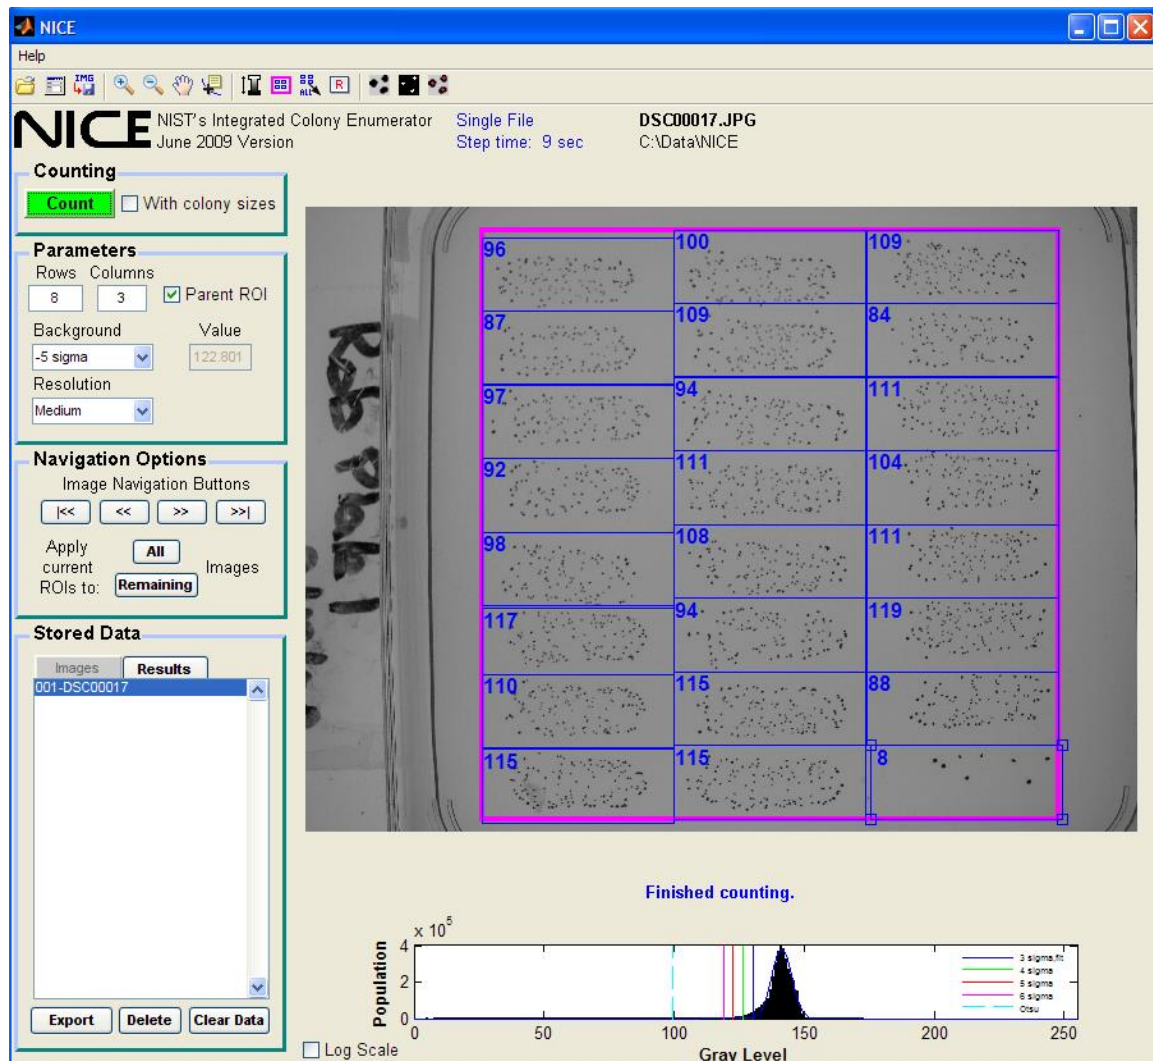 NICE
Help
NICE NIST's Integrated Colony Enumerator
June 2009 Version
Single File
Step time: 9 sec
DSC00017.JPG
C:\Data\NICE
Counting
Count With colony sizes
Parameters
Rows Columns
8 3 Parent ROI
Background Value
-5 sigma 122.801
Resolution
Medium
Navigation Options
Image Navigation Buttons
|<< << >> >>|
Apply current ROIs to: All Remaining Images
Stored Data
Images Results
001-DSC00017
Export Delete Clear Data
96 100 109
87 109 84
97 94 111
92 111 104
98 108 111
117 94 119
110 115 88
115 115 8
Finished counting.
x 10^5
Population
4
2
0
0 50 100 150 200 250
Gray Level
3 sigma,fit
4 sigma
5 sigma
6 sigma
Otsu
Log Scale